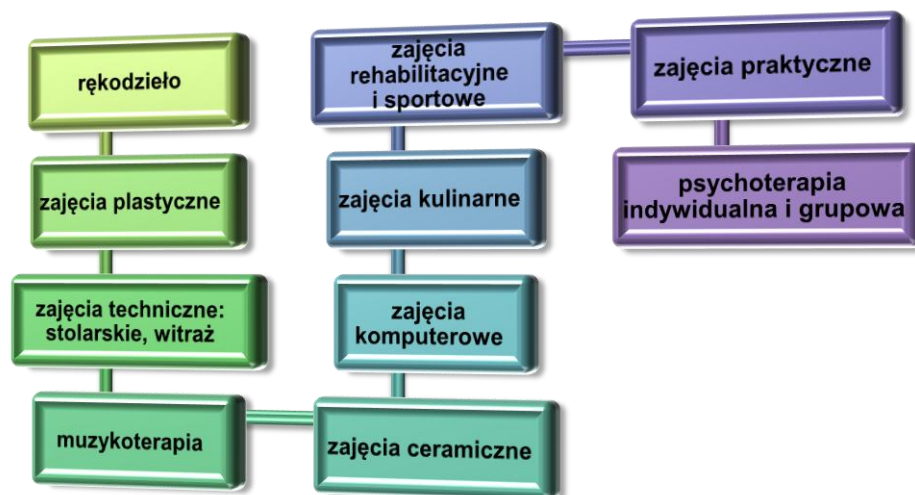 rękodzieło
zajęcia plastyczne
zajęcia techniczne:
stolarskie, witraż
muzykoterapia
zajęcia ceramiczne
zajęcia
komputerowe
zajęcia kulinarne
zajęcia
rehabilitacyjne
i sportowe
zajęcia praktyczne
psychoterapia
indywidualna i grupowa